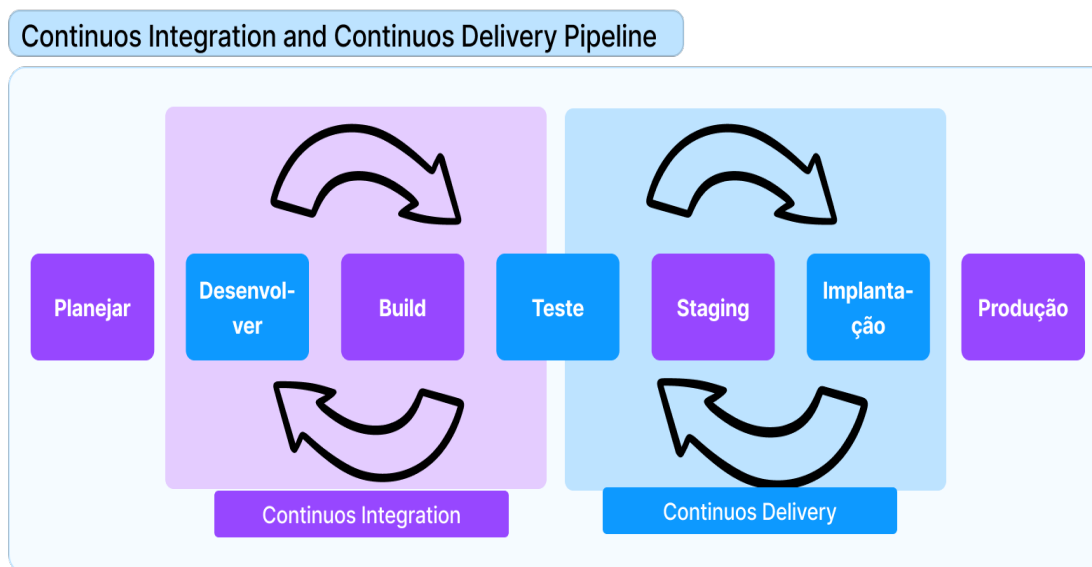 Continuos Integration and Continuos Delivery Pipeline
Planejar
Desenvol-
ver
Build
Teste
Staging
Implanta-
ção
Produção
Continuos Integration
Continuos Delivery